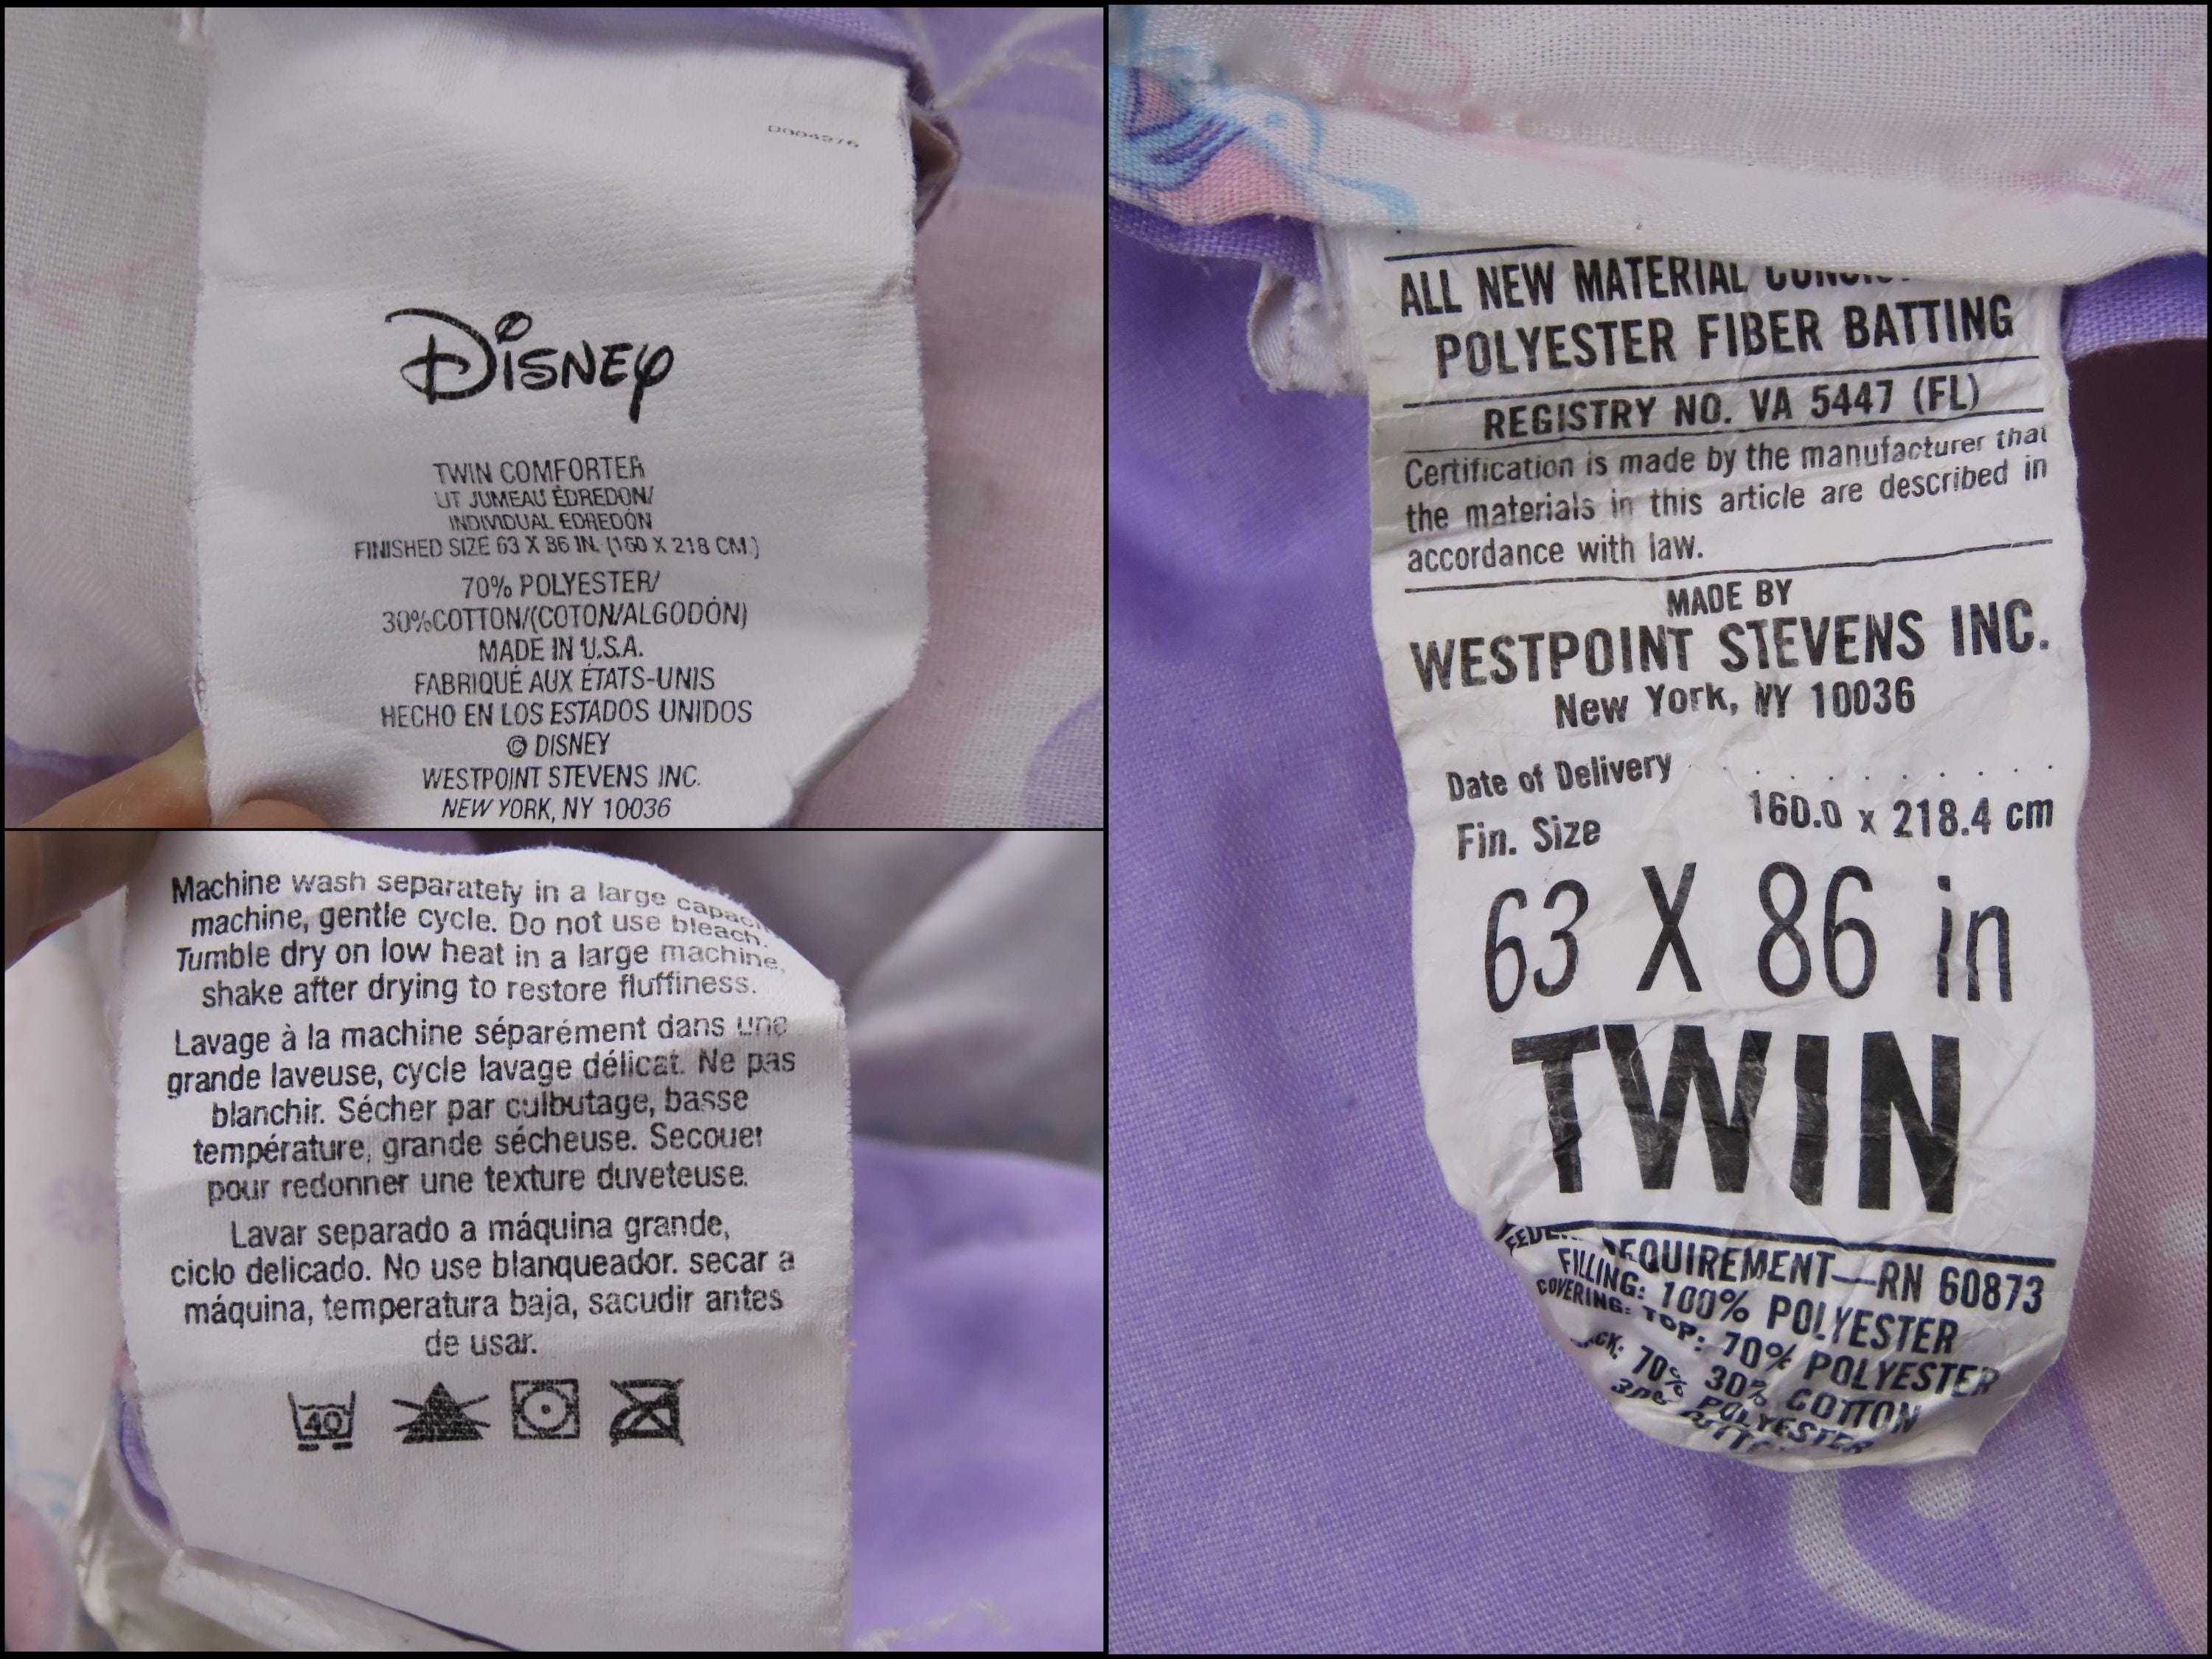 D004376
Disney
TWIN COMFORTER
LIT JUMEAU ÉDREDON/
INDIVIDUAL EDREDÓN
FINISHED SIZE 63 X 86 IN. (160 X 218 CM.)
70% POLYESTER/
30%COTTON/(COTON/ALGODÓN)
MADE IN U.S.A.
FABRIQUÉ AUX ÉTATS-UNIS
HECHO EN LOS ESTADOS UNIDOS
© DISNEY
WESTPOINT STEVENS INC.
NEW YORK, NY 10036
Machine wash separately in a large
machine, gentle cycle. Do not use bleach.
Tumble dry on low heat in a large machine,
shake after drying to restore fluffiness.
Lavage à la machine séparément dans une
grande laveuse, cycle lavage délicat. Ne pas
blanchir. Sécher par culbutage, basse
température, grande sécheuse. Secouer
pour redonner une texture duveteuse.
Lavar separado a máquina grande,
ciclo delicado. No use blanqueador. secar a
máquina, temperatura baja, sacudir antes
de usar.
40
ALL NEW MATERIAL
POLYESTER FIBER BATTING
REGISTRY NO. VA 5447 (FL)
Certification is made by the manufacturer that
the materials in this article are described in
accordance with law.
MADE BY
WESTPOINT STEVENS INC.
New York, NY 10036
Date of Delivery . . . . . . . . . .
Fin. Size 160.0 x 218.4 cm
63 X 86 in
TWIN
REQUIREMENT—RN 60873
FILLING: 100% POLYESTER
COVERING: TOP: 70% POLYESTER
30% COTTON
70% POLYESTER
30%